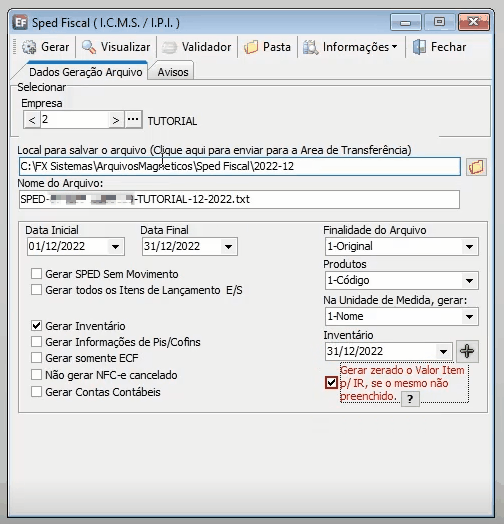 EF Sped Fiscal ( I.C.M.S. / I.P.I. )
Gerar Visualizar Validador Pasta Informações Fechar
Dados Geração Arquivo Avisos
Selecionar
Empresa
< 2 > ... TUTORIAL
Local para salvar o arquivo (Clique aqui para enviar para a Area de Transferência)
C:\FX Sistemas\ArquivosMagneticos\Sped Fiscal\2022-12
Nome do Arquivo:
SPED- -TUTORIAL-12-2022.txt
Data Inicial Data Final Finalidade do Arquivo
01/12/2022 31/12/2022 1-Original
Gerar SPED Sem Movimento Produtos
Gerar todos os Itens de Lançamento E/S 1-Código
Na Unidade de Medida, gerar:
Gerar Inventário 1-Nome
Gerar Informações de Pis/Cofins Inventário
Gerar somente ECF 31/12/2022
Não gerar NFC-e cancelado Gerar zerado o Valor Item
Gerar Contas Contábeis p/ IR, se o mesmo não
preenchido. ?